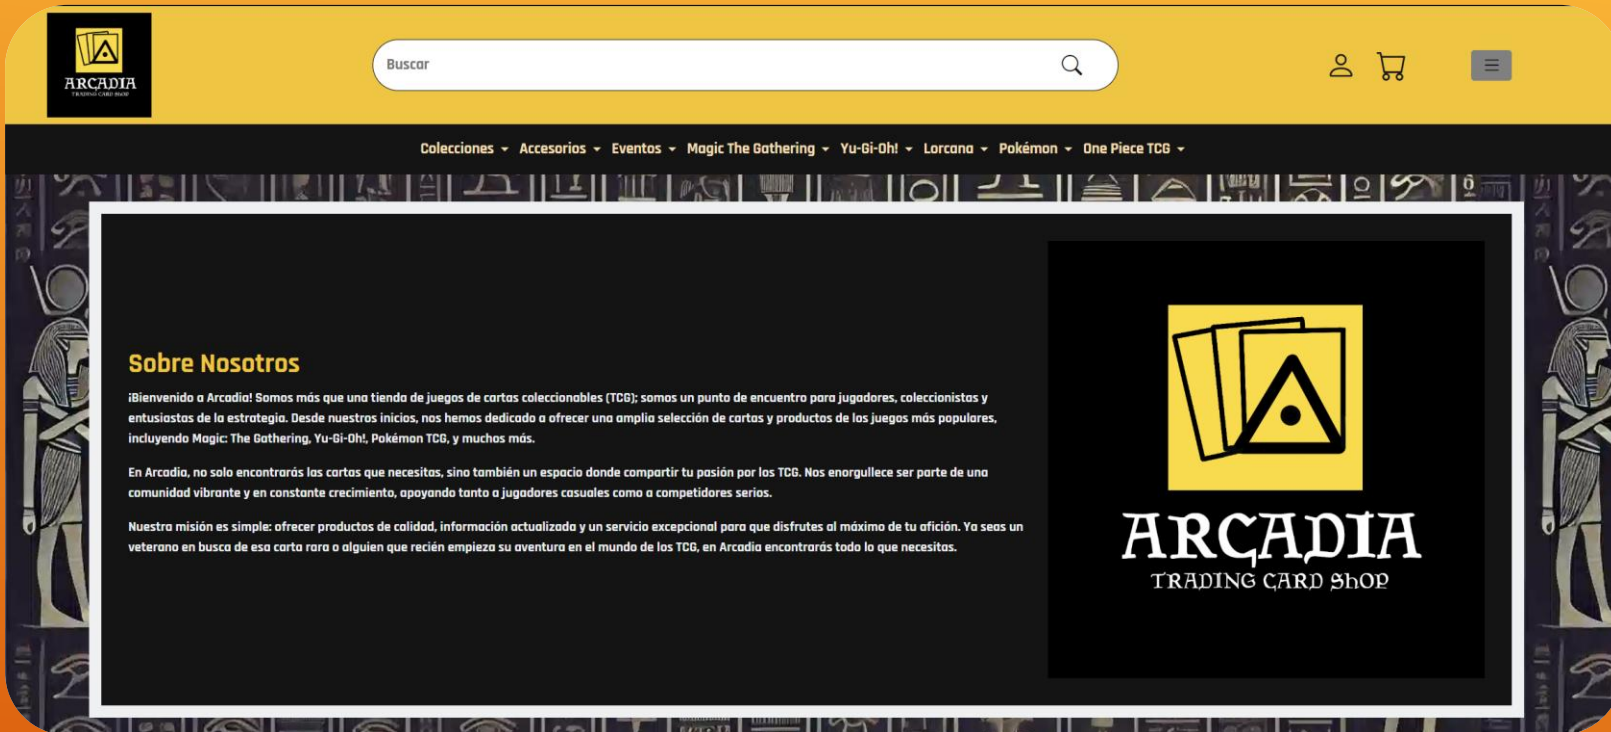 ARCADIA
TRADING CARD SHOP
Buscar
Colecciones Accesorios Eventos Magic The Gathering Yu-Gi-Oh! Lorcana Pokémon One Piece TCG
Sobre Nosotros
¡Bienvenido a Arcadia! Somos más que una tienda de juegos de cartas coleccionables (TCG); somos un punto de encuentro para jugadores, coleccionistas y
entusiastas de la estrategia. Desde nuestros inicios, nos hemos dedicado a ofrecer una amplia selección de cartas y productos de los juegos más populares,
incluyendo Magic: The Gathering, Yu-Gi-Oh!, Pokémon TCG, y muchos más.
En Arcadia, no solo encontrarás las cartas que necesitas, sino también un espacio donde compartir tu pasión por los TCG. Nos enorgullece ser parte de una
comunidad vibrante y en constante crecimiento, apoyando tanto a jugadores casuales como a competidores serios.
Nuestra misión es simple: ofrecer productos de calidad, información actualizada y un servicio excepcional para que disfrutes al máximo de tu afición. Ya seas un
veterano en busca de esa carta rara o alguien que recién empieza su aventura en el mundo de los TCG, en Arcadia encontrarás todo lo que necesitas.
ARCADIA
TRADING CARD ShOP